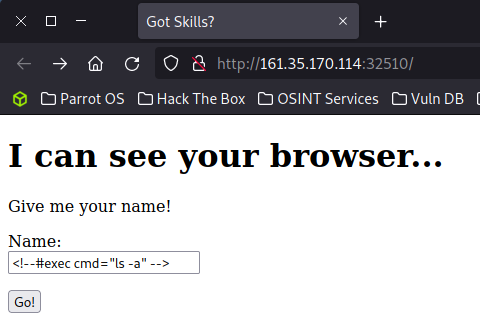 Got Skills?
http://161.35.170.114:32510/
Parrot OS Hack The Box OSINT Services Vuln DB
I can see your browser...
Give me your name!
Name:
<!--#exec cmd="ls -a" -->
Go!